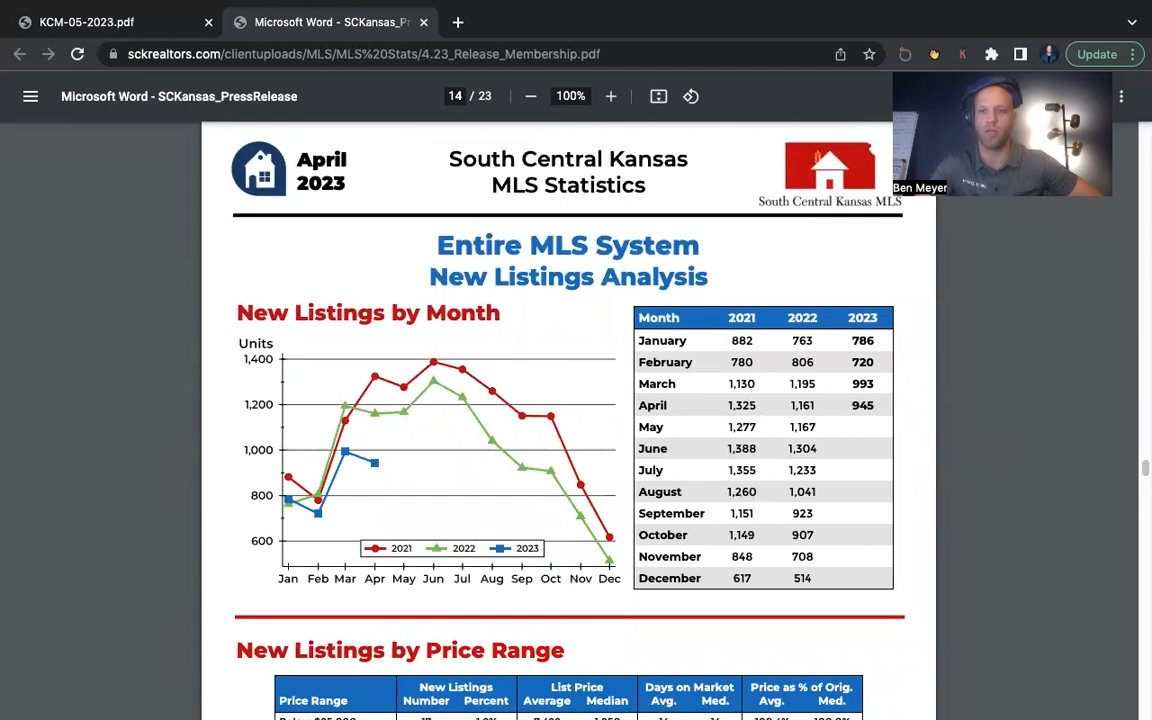 KCM-05-2023.pdf
Microsoft Word - SCKansas_P
sckrealtors.com/clientuploads/MLS/MLS%20Stats/4.23_Release_Membership.pdf
K
Update
Microsoft Word - SCKansas_PressRelease
14 / 23
100%
Ben Meyer
April
2023
South Central Kansas
MLS Statistics
South Central Kansas MLS
Entire MLS System
New Listings Analysis
New Listings by Month
Units
1,400
1,200
1,000
800
600
2021 2022 2023
Jan Feb Mar Apr May Jun Jul Aug Sep Oct Nov Dec
Month 2021 2022 2023
January 882 763 786
February 780 806 720
March 1,130 1,195 993
April 1,325 1,161 945
May 1,277 1,167
June 1,388 1,304
July 1,355 1,233
August 1,260 1,041
September 1,151 923
October 1,149 907
November 848 708
December 617 514
New Listings by Price Range
New Listings List Price Days on Market Price as % of Orig.
Price Range Number Percent Average Median Avg. Med. Avg. Med.